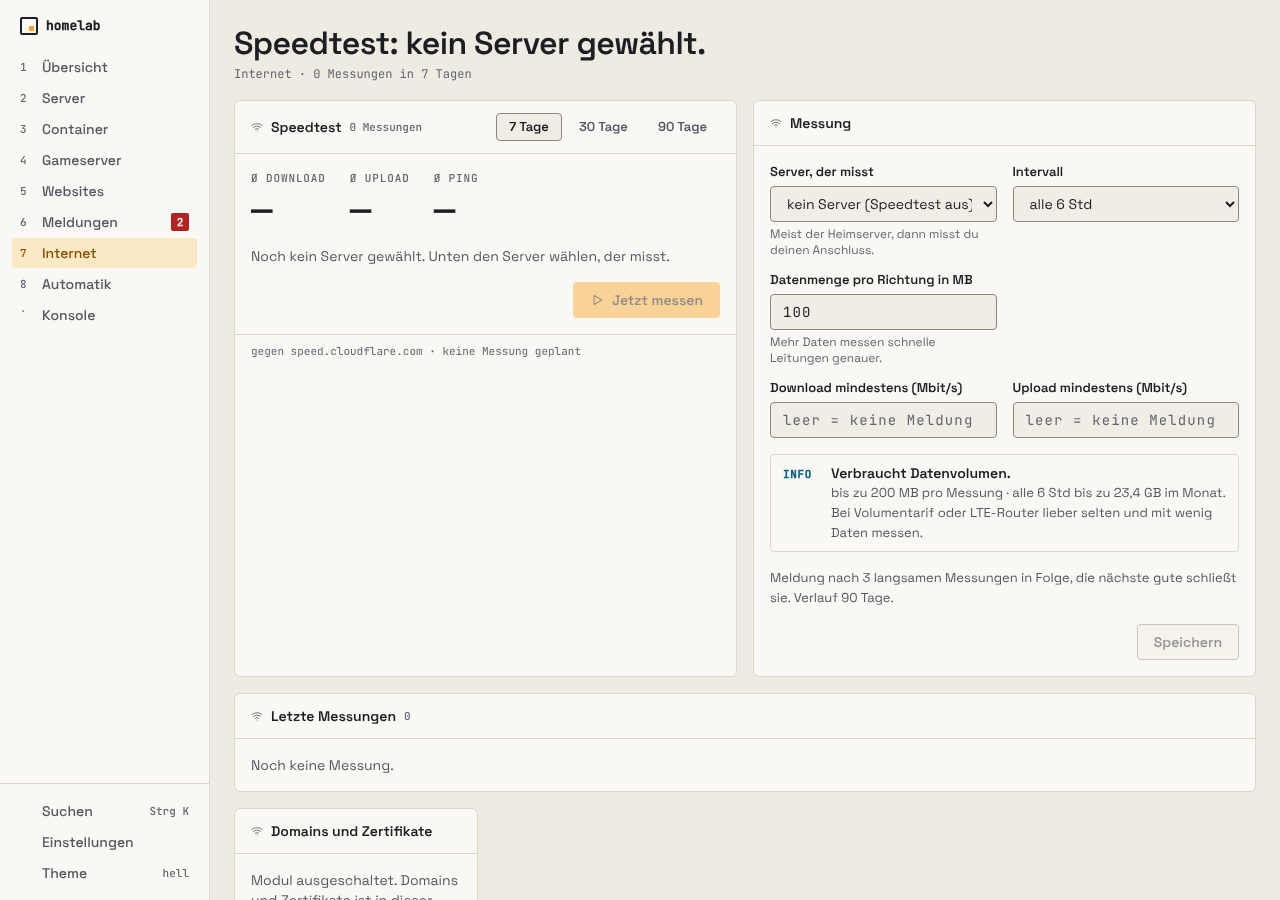 homelab
1 Übersicht
2 Server
3 Container
4 Gameserver
5 Websites
6 Meldungen 2
7 Internet
8 Automatik
` Konsole
Suchen Strg K
Einstellungen
Theme hell
Speedtest: kein Server gewählt.
Internet · 0 Messungen in 7 Tagen
Speedtest 0 Messungen 7 Tage 30 Tage 90 Tage
Ø DOWNLOAD Ø UPLOAD Ø PING
— — —
Noch kein Server gewählt. Unten den Server wählen, der misst.
Jetzt messen
gegen speed.cloudflare.com · keine Messung geplant
Messung
Server, der misst Intervall
kein Server (Speedtest aus) alle 6 Std
Meist der Heimserver, dann misst du
deinen Anschluss.
Datenmenge pro Richtung in MB
100
Mehr Daten messen schnelle
Leitungen genauer.
Download mindestens (Mbit/s) Upload mindestens (Mbit/s)
leer = keine Meldung leer = keine Meldung
INFO Verbraucht Datenvolumen.
bis zu 200 MB pro Messung · alle 6 Std bis zu 23,4 GB im Monat.
Bei Volumentarif oder LTE-Router lieber selten und mit wenig
Daten messen.
Meldung nach 3 langsamen Messungen in Folge, die nächste gute schließt
sie. Verlauf 90 Tage.
Speichern
Letzte Messungen 0
Noch keine Messung.
Domains und Zertifikate
Modul ausgeschaltet. Domains
und Zertifikate ist in dieser